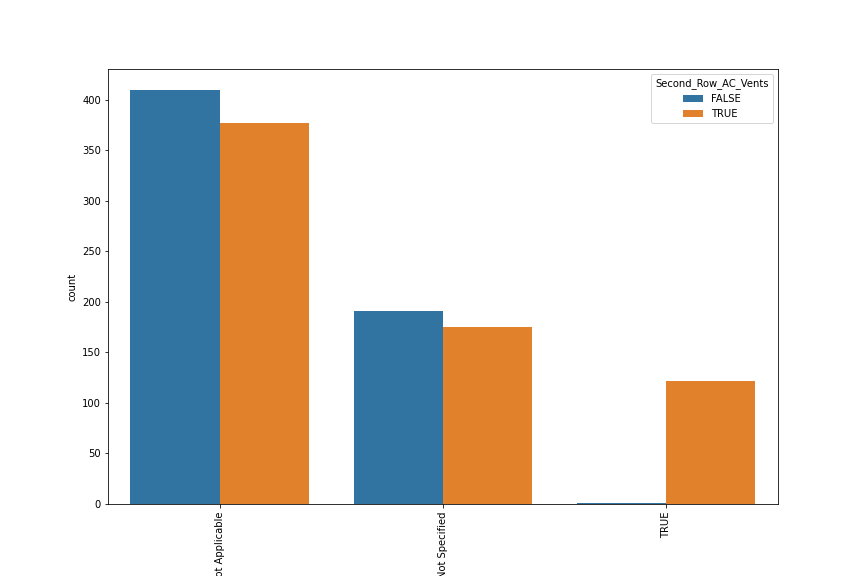 Second_Row_AC_Vents
FALSE
TRUE
400
350
300
250
200
150
100
50
0
count
ot Applicable
Not Specified
TRUE